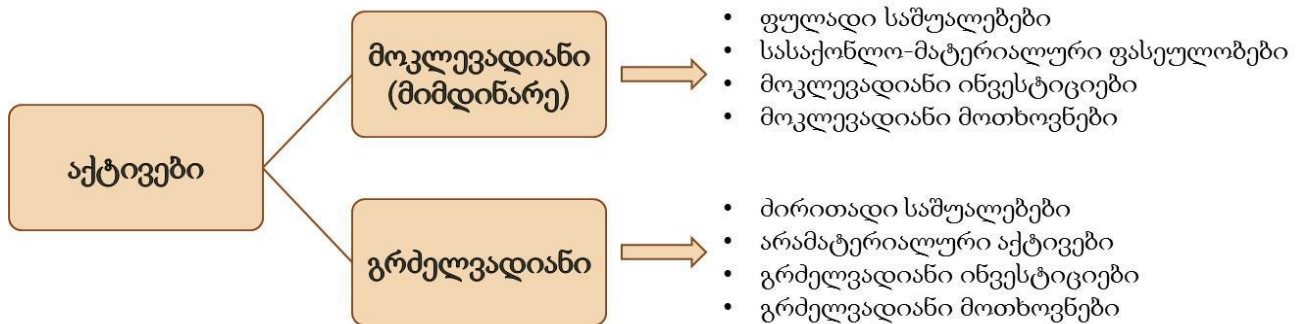 აქტივები
მოკლევადიანი
(მიმდინარე)
• ფულადი საშუალებები
• სასაქონლო-მატერიალური ფასეულობები
• მოკლევადიანი ინვესტიციები
• მოკლევადიანი მოთხოვნები
გრძელვადიანი
• ძირითადი საშუალებები
• არამატერიალური აქტივები
• გრძელვადიანი ინვესტიციები
• გრძელვადიანი მოთხოვნები